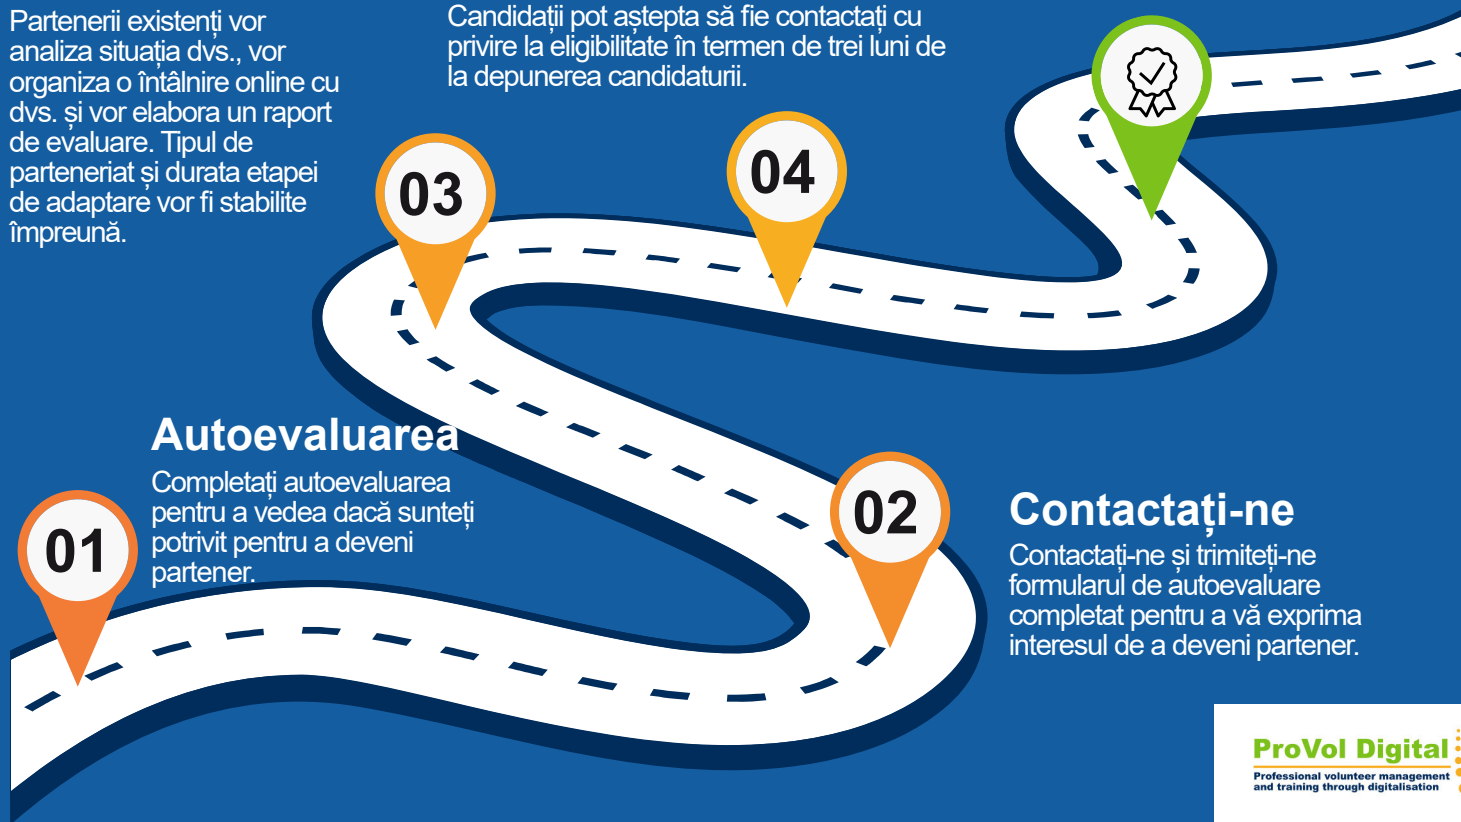 Partenerii existenți vor
analiza situația dvs., vor
organiza o întâlnire online cu
dvs. și vor elabora un raport
de evaluare. Tipul de
parteneriat și durata etapei
de adaptare vor fi stabilite
împreună.
Candidații pot aștepta să fie contactați cu
privire la eligibilitate în termen de trei luni de
la depunerea candidaturii.
03
04
Autoevaluarea
Completați autoevaluarea
pentru a vedea dacă sunteți
potrivit pentru a deveni
partener.
01
02
Contactați-ne
Contactați-ne și trimiteți-ne
formularul de autoevaluare
completat pentru a vă exprima
interesul de a deveni partener.
ProVol Digital
Professional volunteer management
and training through digitalisation